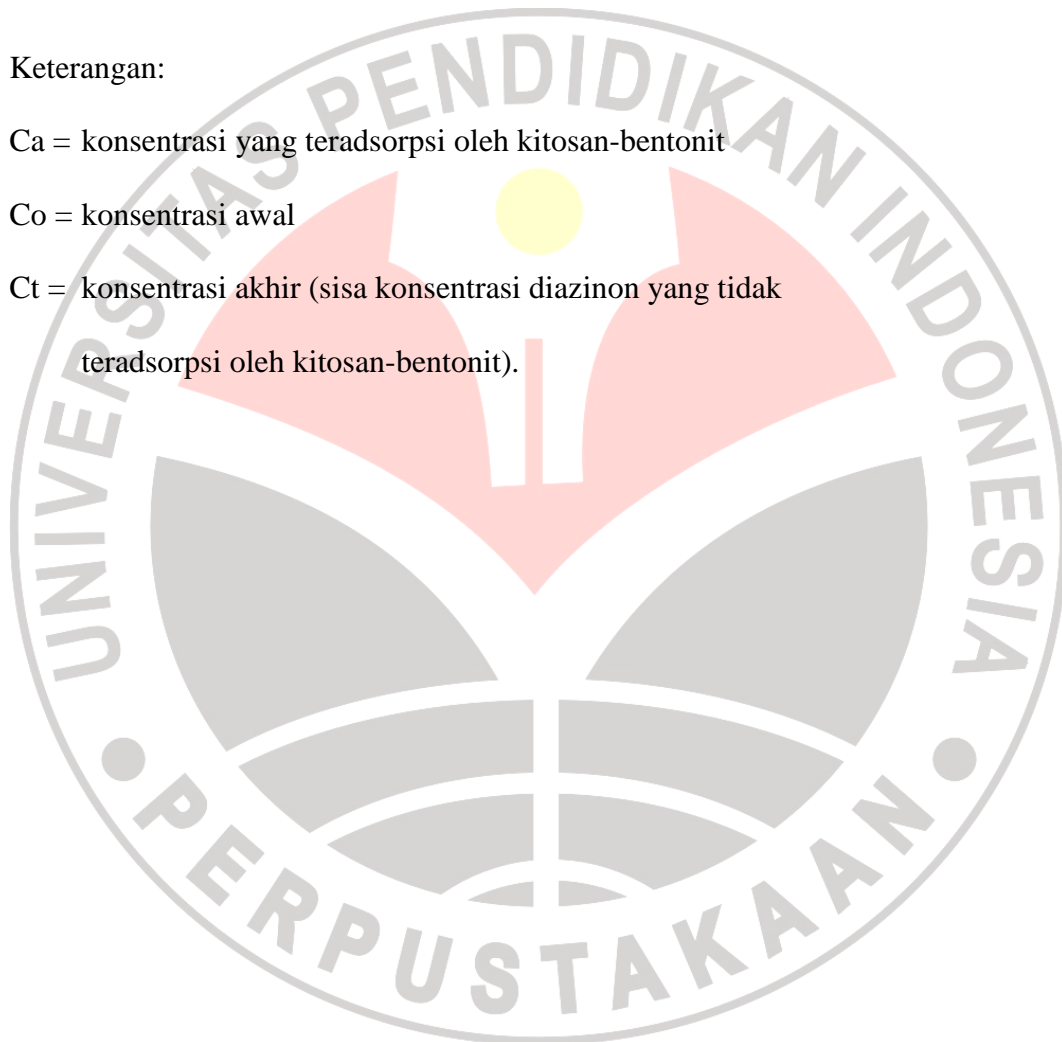 Keterangan:
Ca = konsentrasi yang teradsorpsi oleh kitosan-bentonit
Co = konsentrasi awal
Ct = konsentrasi akhir (sisa konsentrasi diazinon yang tidak
teradsorpsi oleh kitosan-bentonit).
UNIVERSITAS PENDIDIKAN INDONESIA
PERPUSTAKAAN